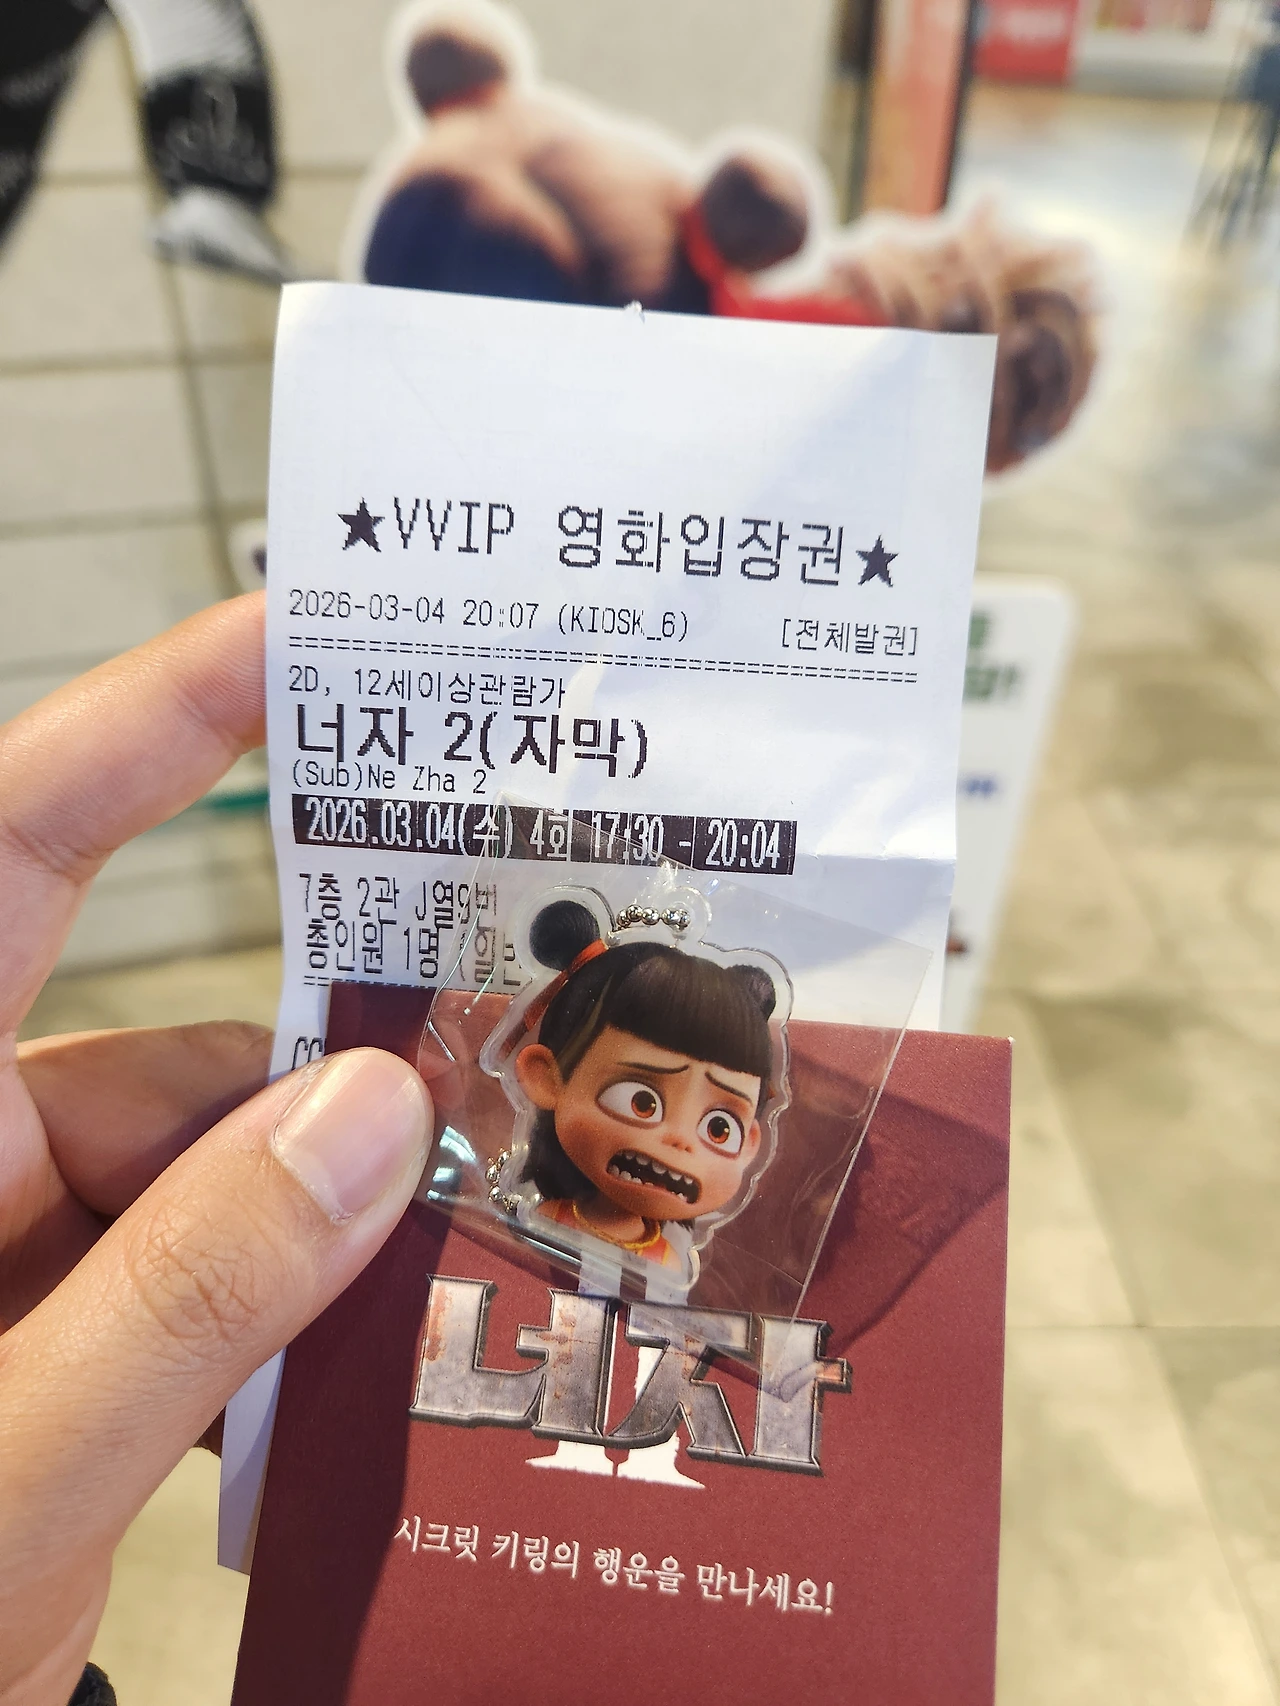 ★VVIP 영화입장권★
2026-03-04 20:07 (KIOSK_6) [전체발권]
2D, 12세이상관람가
너자 2(자막)
(Sub)Ne Zha 2
2026.03.04(수) 4회 17:30 - 20:04
7층 2관 J열9번
총인원 1명
너자
II
시크릿 키링의 행운을 만나세요!